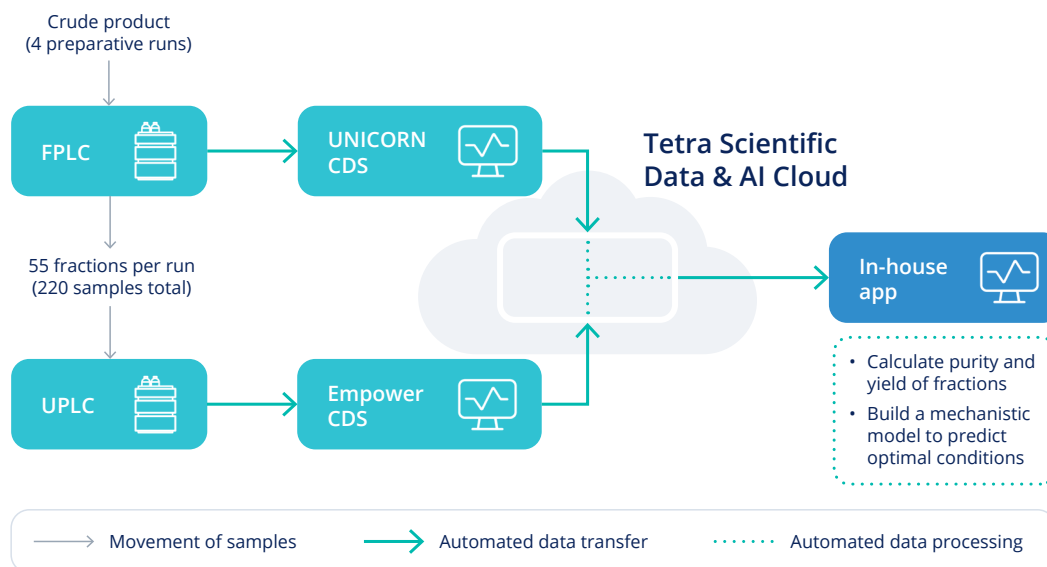 Crude product
(4 preparative runs)
FPLC
UNICORN
CDS
Tetra Scientific
Data & AI Cloud
55 fractions per run
(220 samples total)
In-house
app
UPLC
Empower
CDS
• Calculate purity and
yield of fractions
• Build a mechanistic
model to predict
optimal conditions
Movement of samples
Automated data transfer
Automated data processing